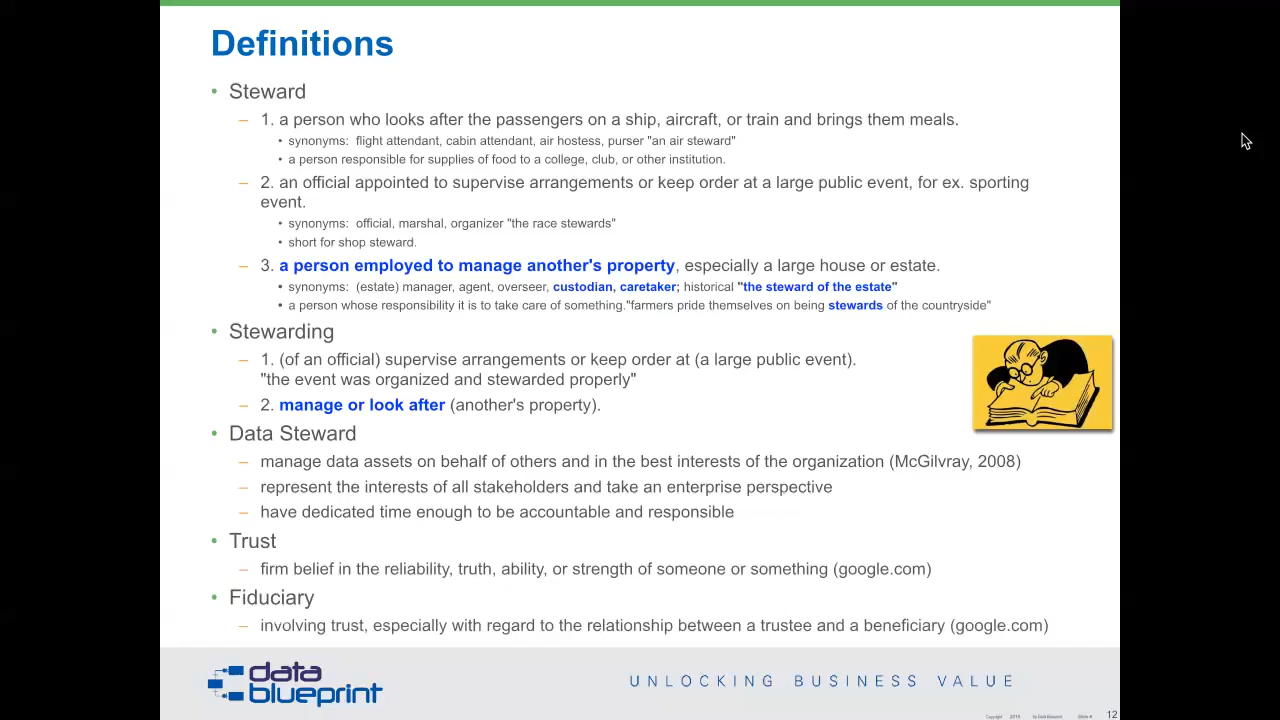 Definitions
• Steward
– 1. a person who looks after the passengers on a ship, aircraft, or train and brings them meals.
• synonyms: flight attendant, cabin attendant, air hostess, purser "an air steward"
• a person responsible for supplies of food to a college, club, or other institution.
– 2. an official appointed to supervise arrangements or keep order at a large public event, for ex. sporting
event.
• synonyms: official, marshal, organizer "the race stewards"
• short for shop steward.
– 3. a person employed to manage another's property, especially a large house or estate.
• synonyms: (estate) manager, agent, overseer, custodian, caretaker; historical "the steward of the estate"
• a person whose responsibility it is to take care of something."farmers pride themselves on being stewards of the countryside"
• Stewarding
– 1. (of an official) supervise arrangements or keep order at (a large public event).
"the event was organized and stewarded properly"
– 2. manage or look after (another's property).
• Data Steward
– manage data assets on behalf of others and in the best interests of the organization (McGilvray, 2008)
– represent the interests of all stakeholders and take an enterprise perspective
– have dedicated time enough to be accountable and responsible
• Trust
– firm belief in the reliability, truth, ability, or strength of someone or something (google.com)
• Fiduciary
– involving trust, especially with regard to the relationship between a trustee and a beneficiary (google.com)
data
blueprint
UNLOCKING BUSINESS VALUE
Copyright by Data Blueprint Slide # 12